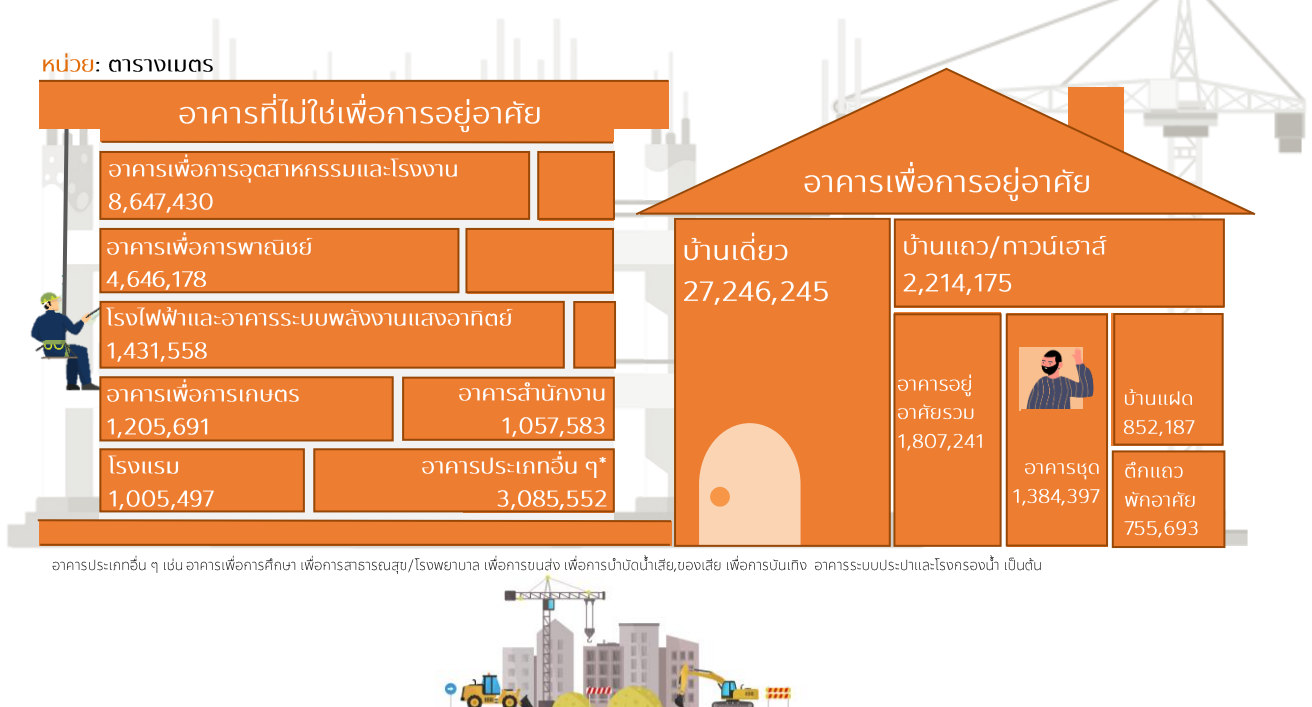 หน่วย: ตารางเมตร
อาคารที่ไม่ใช่เพื่อการอยู่อาศัย
อาคารเพื่อการอุตสาหกรรมและโรงงาน
8,647,430
อาคารเพื่อการพาณิชย์
4,646,178
โรงไฟฟ้าและอาคารระบบพลังงานแสงอาทิตย์
1,431,558
อาคารเพื่อการเกษตร
1,205,691
อาคารสำนักงาน
1,057,583
โรงแรม
1,005,497
อาคารประเภทอื่น ๆ*
3,085,552
อาคารเพื่อการอยู่อาศัย
บ้านเดี่ยว
27,246,245
บ้านแถว/ทาวน์เฮาส์
2,214,175
อาคารอยู่
อาศัยรวม
1,807,241
อาคารชุด
1,384,397
บ้านแฝด
852,187
ตึกแถว
พักอาศัย
755,693
อาคารประเภทอื่น ๆ เช่น อาคารเพื่อการศึกษา เพื่อการสาธารณสุข/โรงพยาบาล เพื่อการขนส่ง เพื่อการบำบัดน้ำเสีย,ของเสีย เพื่อการบันเทิง อาคารระบบประปาและโรงกรองน้ำ เป็นต้น